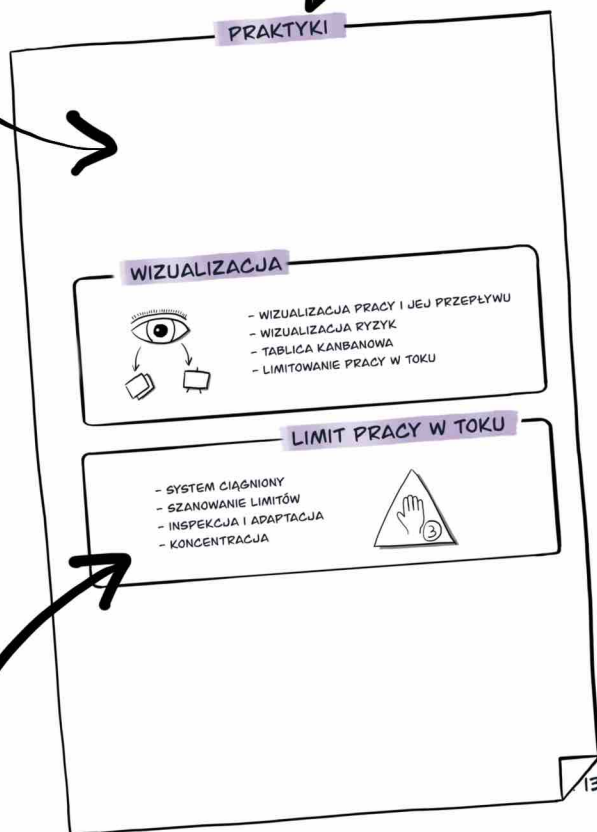 PRAKTYKI
WIZUALIZACJA
- WIZUALIZACJA PRACY I JEJ PRZEPŁYWU
- WIZUALIZACJA RYZYK
- TABLICA KANBANOWA
- LIMITOWANIE PRACY W TOKU
LIMIT PRACY W TOKU
- SYSTEM CIĄGNIONY
- SZANOWANIE LIMITÓW
- INSPEKCJA I ADAPTACJA
- KONCENTRACJA
3